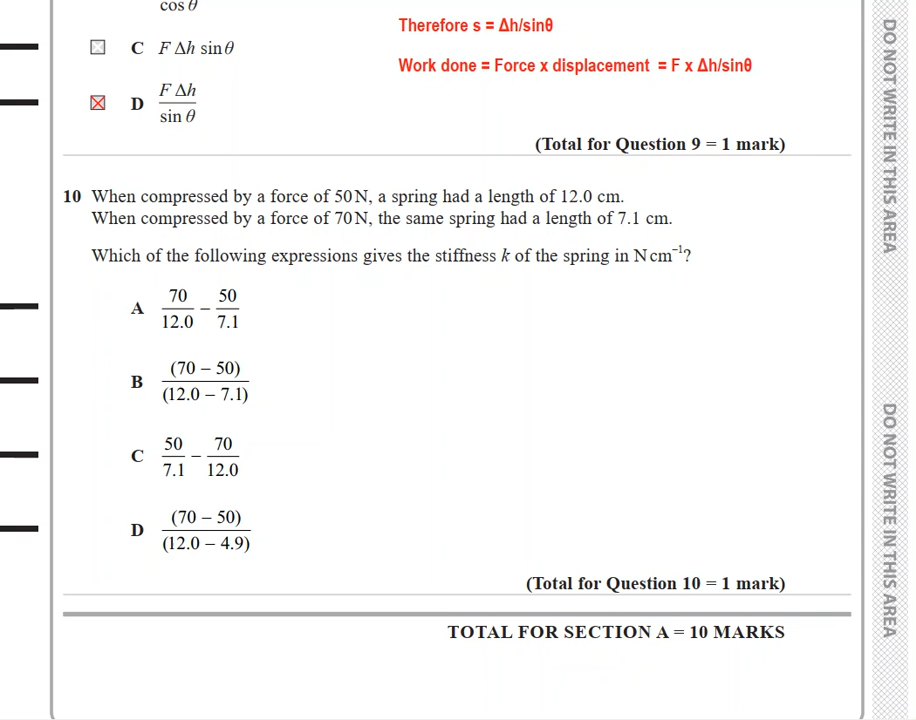 cos θ
Therefore s = Δh/sinθ
C F Δh sin θ
Work done = Force x displacement = F x Δh/sinθ
D F Δh
sin θ
(Total for Question 9 = 1 mark)
10 When compressed by a force of 50 N, a spring had a length of 12.0 cm.
When compressed by a force of 70 N, the same spring had a length of 7.1 cm.
Which of the following expressions gives the stiffness k of the spring in N cm⁻¹?
A 70/12.0 − 50/7.1
B (70 − 50)/(12.0 − 7.1)
C 50/7.1 − 70/12.0
D (70 − 50)/(12.0 − 4.9)
(Total for Question 10 = 1 mark)
TOTAL FOR SECTION A = 10 MARKS
DO NOT WRITE IN THIS AREA
DO NOT WRITE IN THIS AREA